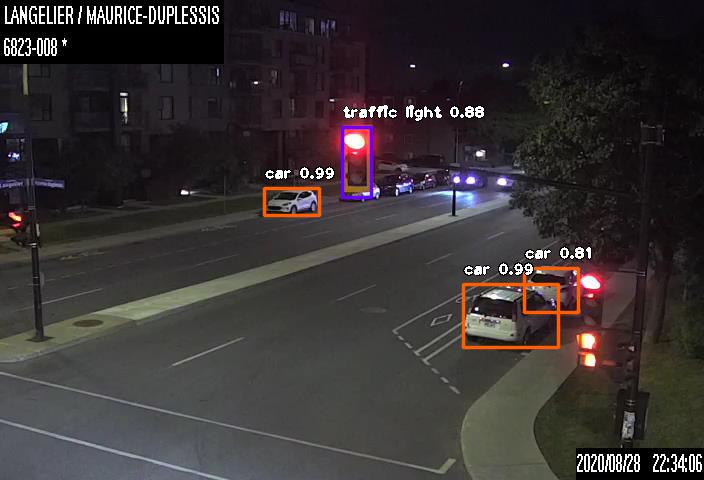 LANGELIER / MAURICE-DUPLESSIS
6823-008 *
traffic light 0.88
car 0.99
car 0.81
car 0.99
2020/08/28 22:34:06